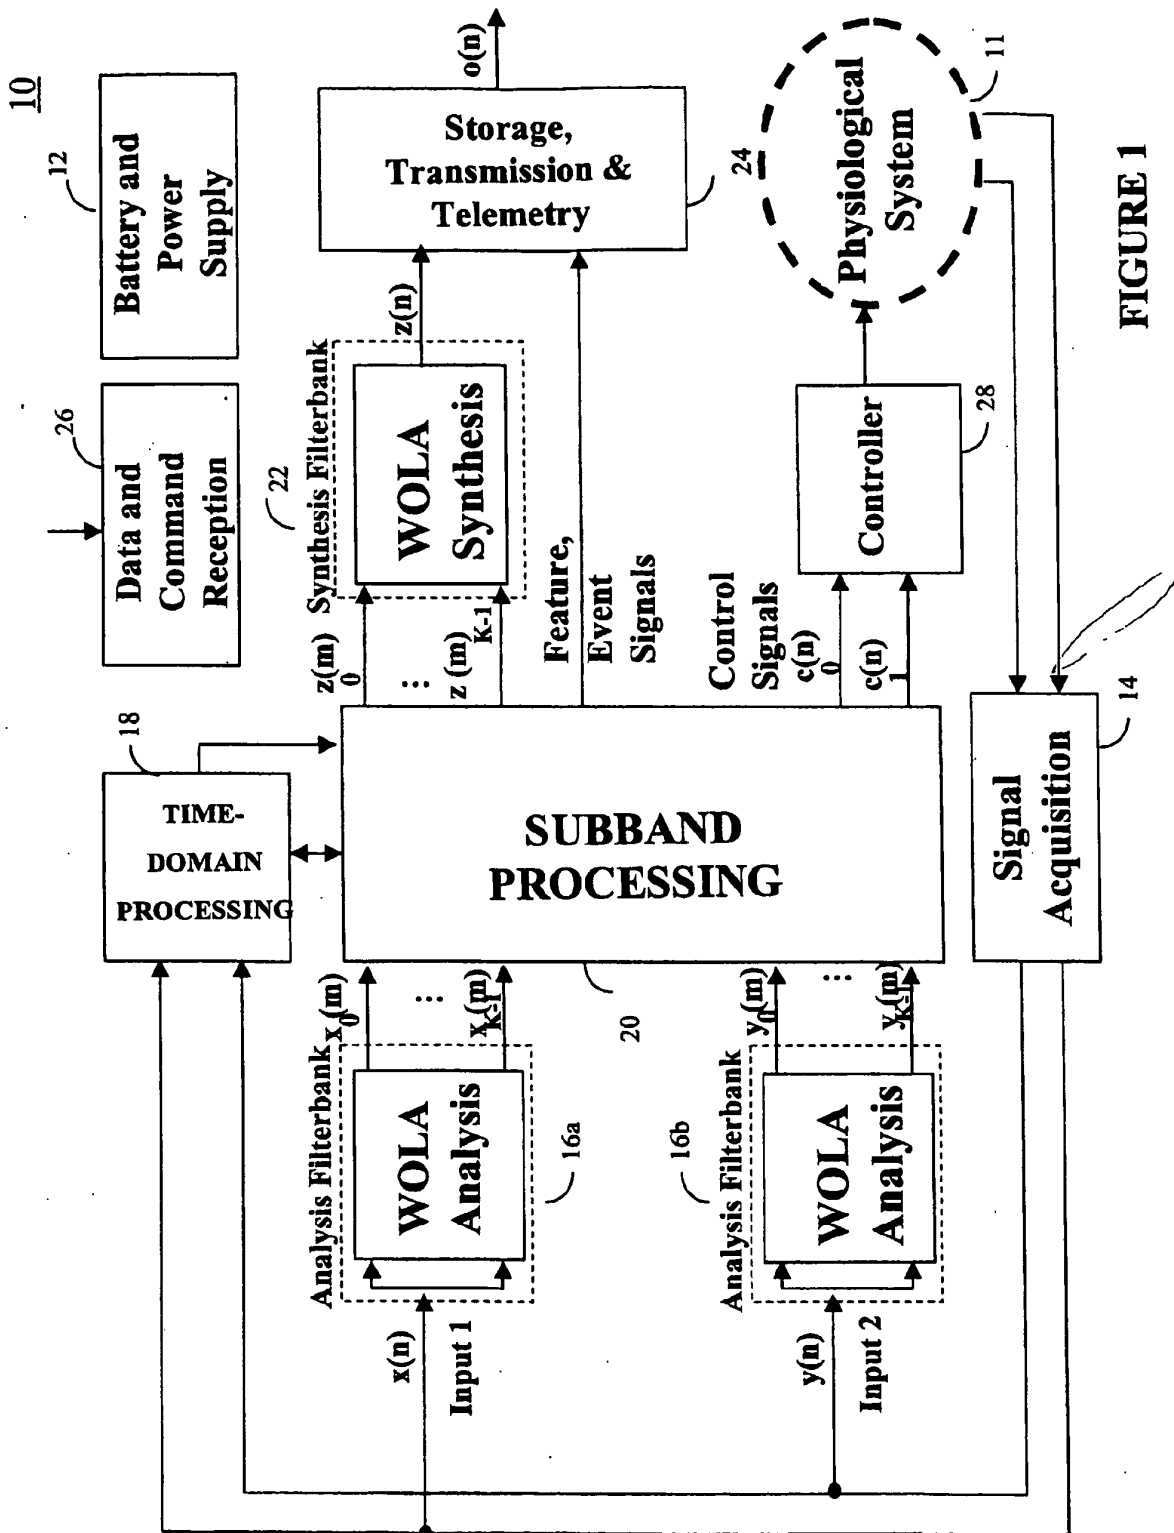 10
12
Battery and
Power
Supply
26
Data and
Command
Reception
18
TIME-
DOMAIN
PROCESSING
Storage,
Transmission &
Telemetry
o(n)
24
z(n)
22
Synthesis Filterbank
WOLA
Synthesis
z(m)
0
...
z (m)
K-1
Feature,
Event
Signals
Control
Signals
c(n)
0
c(n)
1
Controller
28
Physiological
System
11
SUBBAND
PROCESSING
20
Signal
Acquisition
14
Analysis Filterbank
WOLA
Analysis
16a
x(m)
0
...
x (m)
K-1
x(n)
Input 1
Analysis Filterbank
WOLA
Analysis
16b
y(m)
0
...
y (m)
K-1
y(n)
Input 2
FIGURE 1